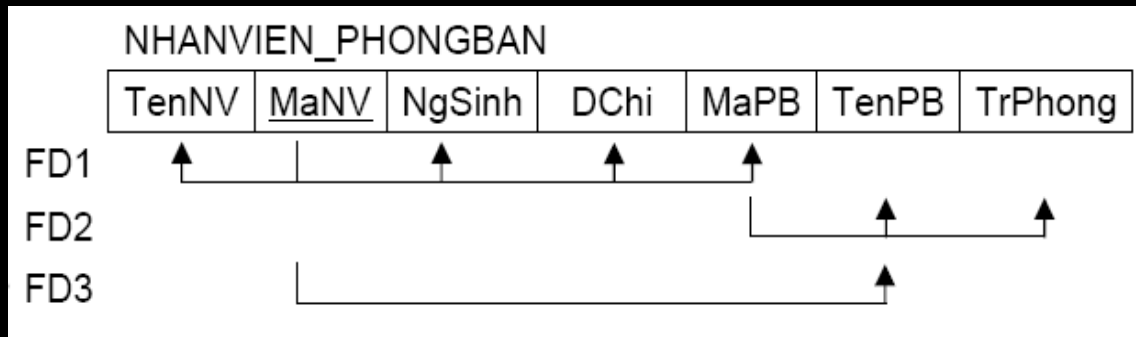 NHANVIEN_PHONGBAN
TenNV MaNV NgSinh DChi MaPB TenPB TrPhong
FD1
FD2
FD3